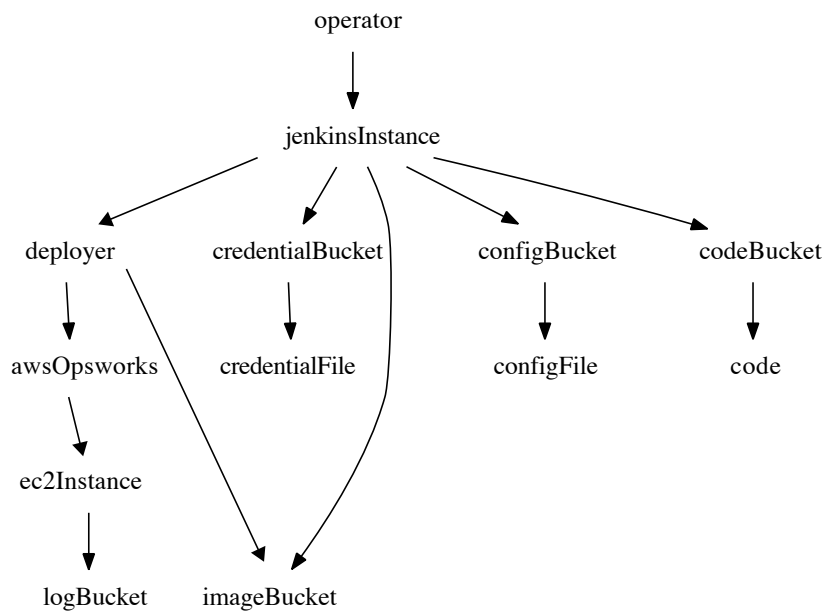 operator
jenkinsInstance
deployer credentialBucket configBucket codeBucket
awsOpsworks credentialFile configFile code
ec2Instance
logBucket imageBucket